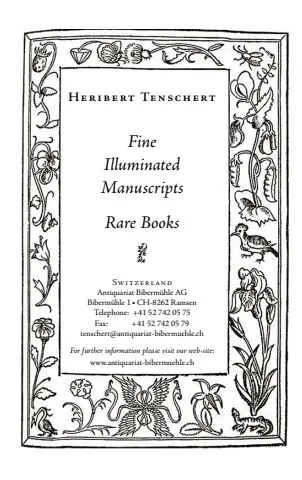 HERIBERT TENSCHERT
Fine
Illuminated
Manuscripts
Rare Books
SWITZERLAND
Antiquariat Bibermühle AG
Bibermühle 1 • CH-8262 Ramsen
Telephone: +41 52 742 05 75
Fax: +41 52 742 05 79
tenschert@antiquariat-bibermuehle.ch
For further information please visit our web-site:
www.antiquariat-bibermuehle.ch